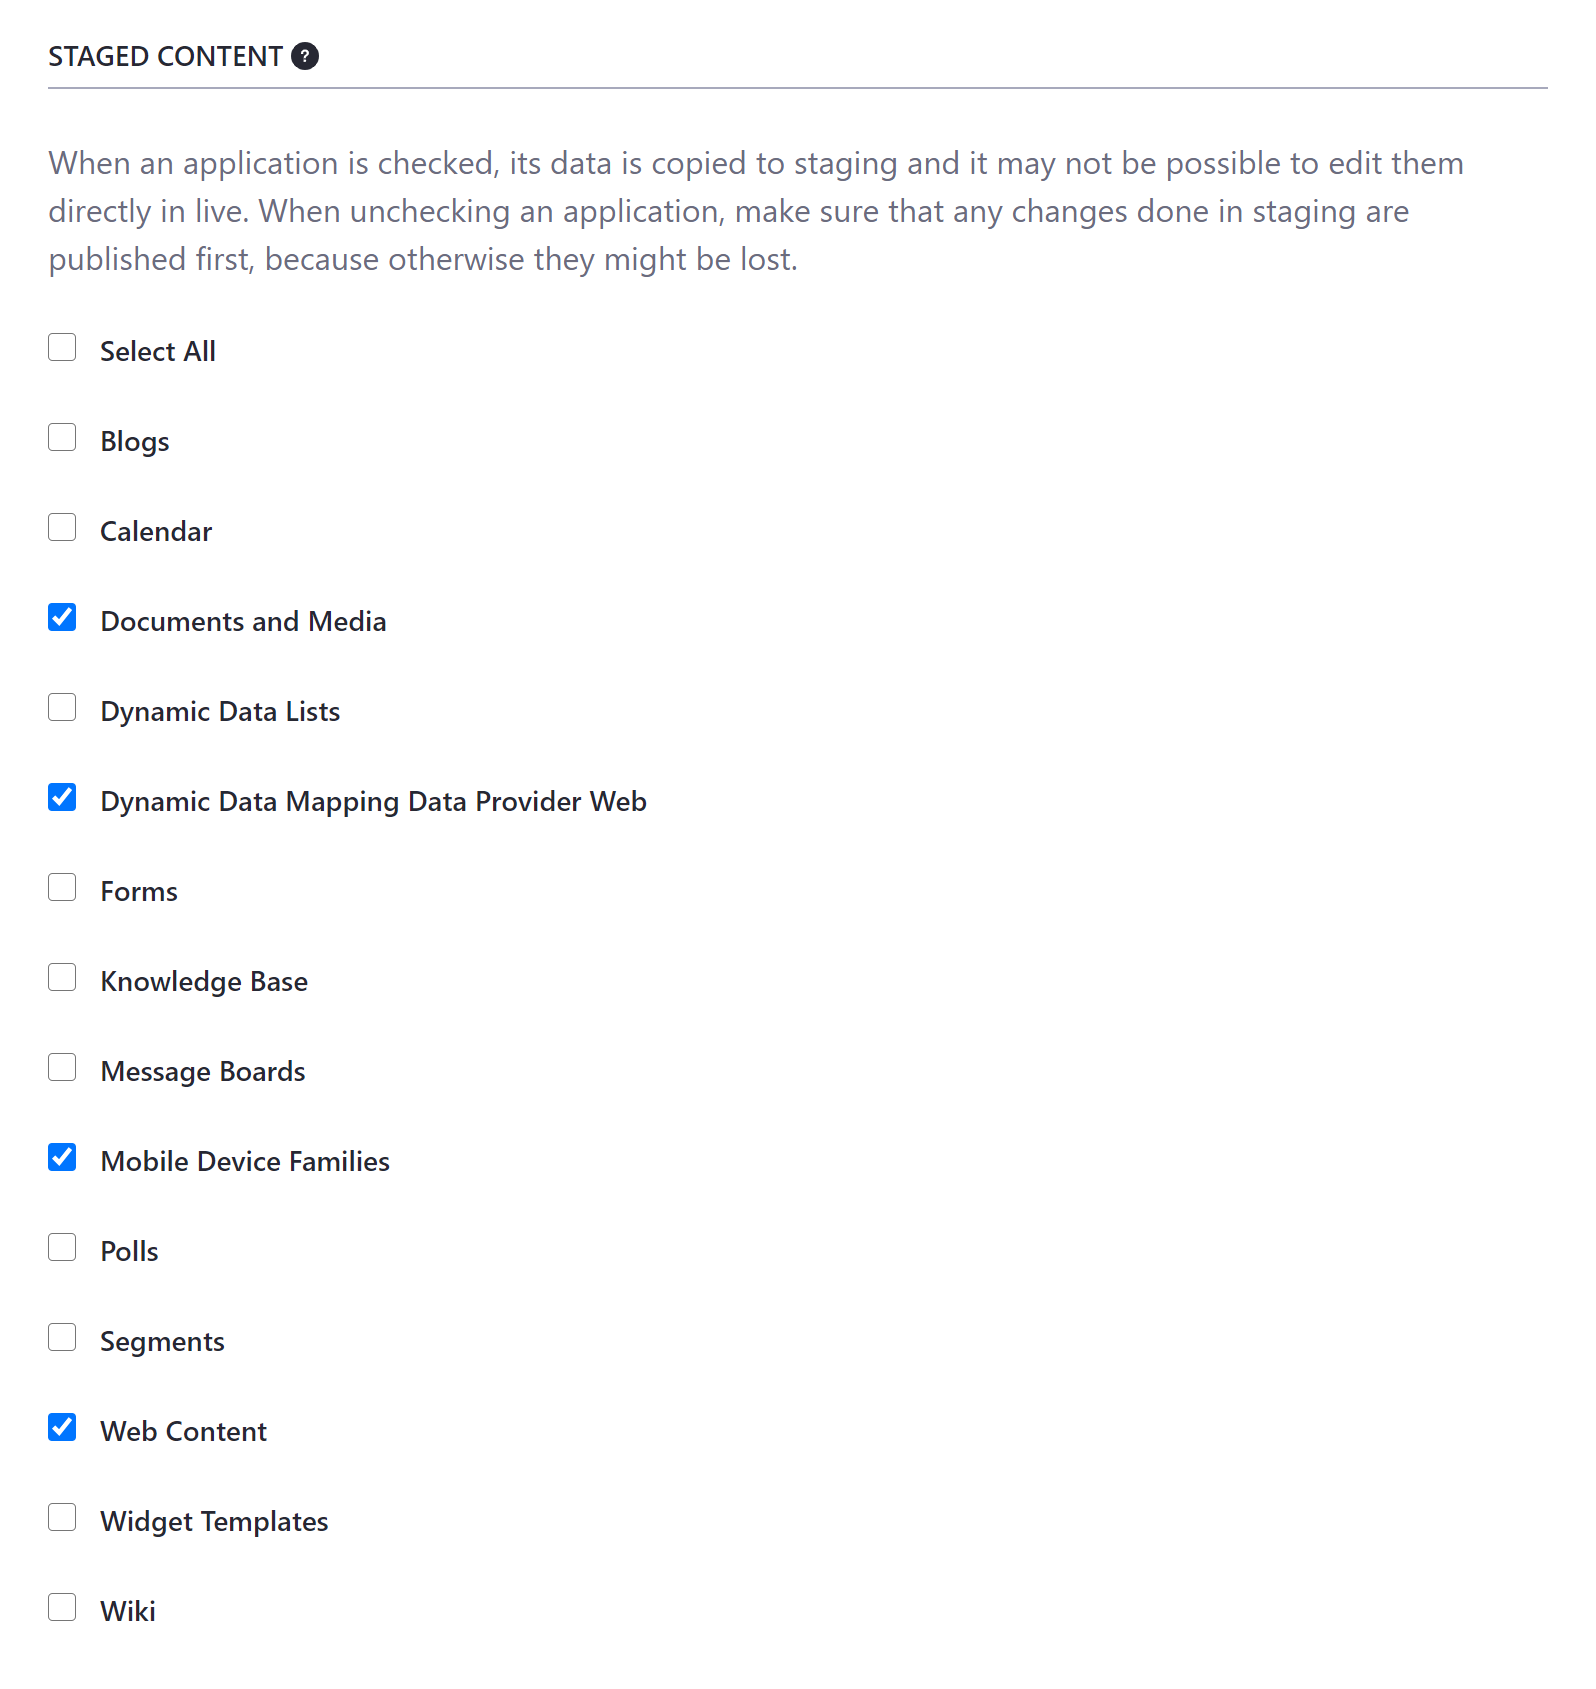 STAGED CONTENT ?
When an application is checked, its data is copied to staging and it may not be possible to edit them
directly in live. When unchecking an application, make sure that any changes done in staging are
published first, because otherwise they might be lost.
Select All
Blogs
Calendar
Documents and Media
Dynamic Data Lists
Dynamic Data Mapping Data Provider Web
Forms
Knowledge Base
Message Boards
Mobile Device Families
Polls
Segments
Web Content
Widget Templates
Wiki